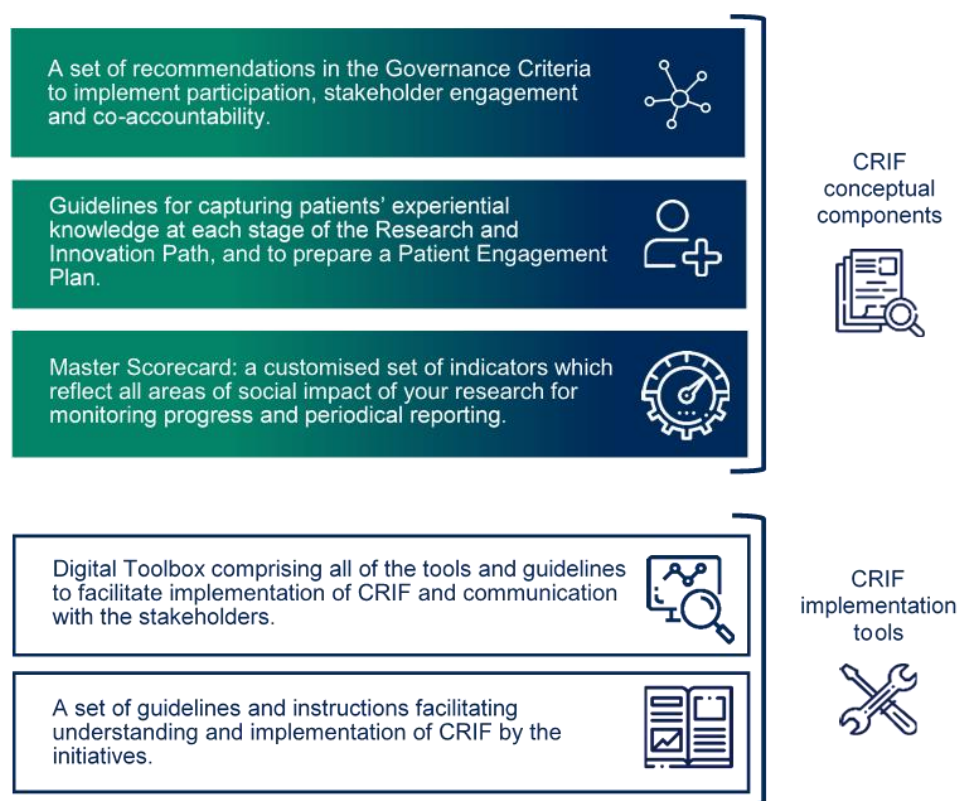 A set of recommendations in the Governance Criteria
to implement participation, stakeholder engagement
and co-accountability.
Guidelines for capturing patients’ experiential
knowledge at each stage of the Research and
Innovation Path, and to prepare a Patient Engagement
Plan.
Master Scorecard: a customised set of indicators which
reflect all areas of social impact of your research for
monitoring progress and periodical reporting.
CRIF
conceptual
components
Digital Toolbox comprising all of the tools and guidelines
to facilitate implementation of CRIF and communication
with the stakeholders.
A set of guidelines and instructions facilitating
understanding and implementation of CRIF by the
initiatives.
CRIF
implementation
tools